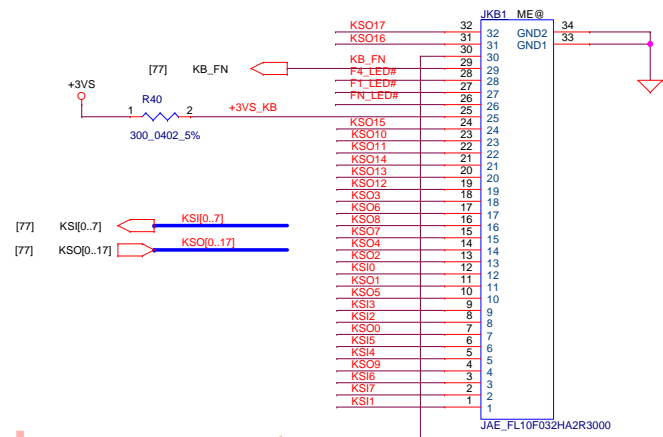 JKB1 ME@
KSO17 32 32 GND2 34
KSO16 31 31 GND1 33
30 30
[77] KB_FN KB_FN 29 29
F4_LED# 28 28
F1_LED# 27 27
FN_LED# 26 26
+3VS R40 1 2 +3VS_KB 25 25
300_0402_5%
KSO15 24 24
KSO10 23 23
KSO11 22 22
KSO14 21 21
KSO13 20 20
KSO12 19 19
KSO3 18 18
KSO6 17 17
KSO8 16 16
KSO7 15 15
KSO4 14 14
KSO2 13 13
KSI0 12 12
KSO1 11 11
KSO5 10 10
KSI3 9 9
KSI2 8 8
KSO0 7 7
KSI5 6 6
KSI4 5 5
KSO9 4 4
KSI6 3 3
KSI7 2 2
KSI1 1 1
[77] KSI[0..7] KSI[0..7]
[77] KSO[0..17] KSO[0..17]
JAE_FL10F032HA2R3000